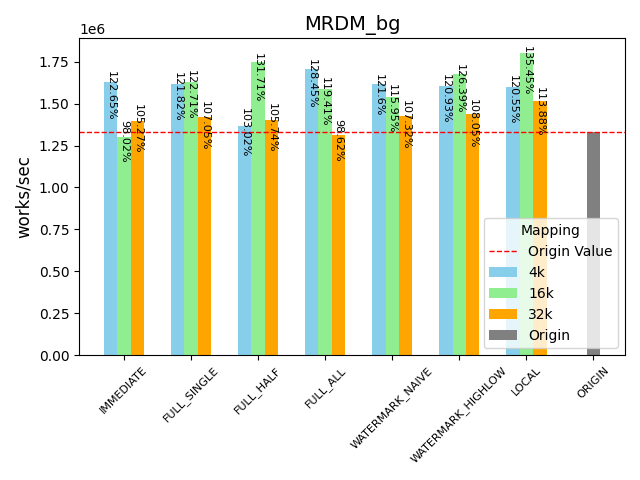 MRDM_bg
1e6
works/sec
1.75
1.50
1.25
1.00
0.75
0.50
0.25
0.00
122.65%
98.02%
105.27%
121.82%
122.71%
107.05%
103.02%
131.71%
105.74%
128.45%
119.41%
98.62%
121.6%
115.95%
107.32%
120.93%
126.39%
108.05%
120.55%
135.45%
113.88%
Mapping
Origin Value
4k
16k
32k
Origin
IMMEDIATE
FULL_SINGLE
FULL_HALF
FULL_ALL
WATERMARK_NAIVE
WATERMARK_HIGHLOW
LOCAL
ORIGIN